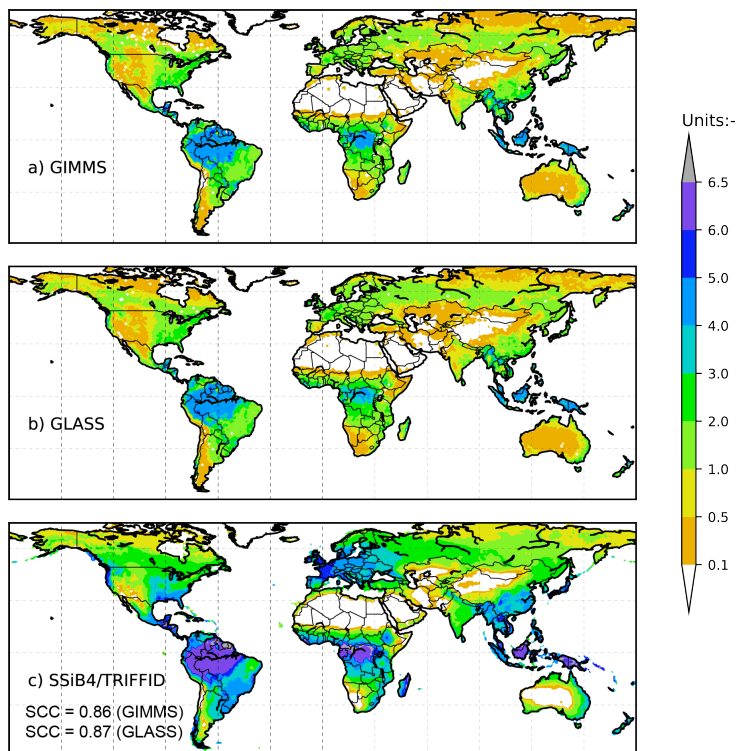 a) GIMMS
b) GLASS
c) SSiB4/TRIFFID
SCC = 0.86 (GIMMS)
SCC = 0.87 (GLASS)
Units:-
6.5
6.0
5.0
4.0
3.0
2.0
1.0
0.5
0.1